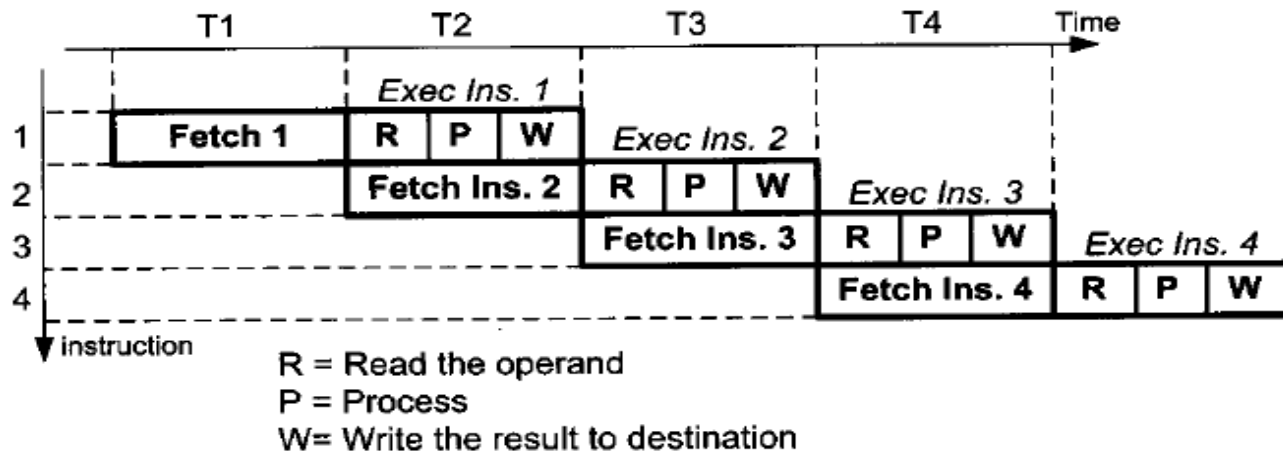 T1 T2 T3 T4 Time
Exec Ins. 1
1 Fetch 1 R P W Exec Ins. 2
2 Fetch Ins. 2 R P W Exec Ins. 3
3 Fetch Ins. 3 R P W Exec Ins. 4
4 Fetch Ins. 4 R P W
instruction
R = Read the operand
P = Process
W= Write the result to destination